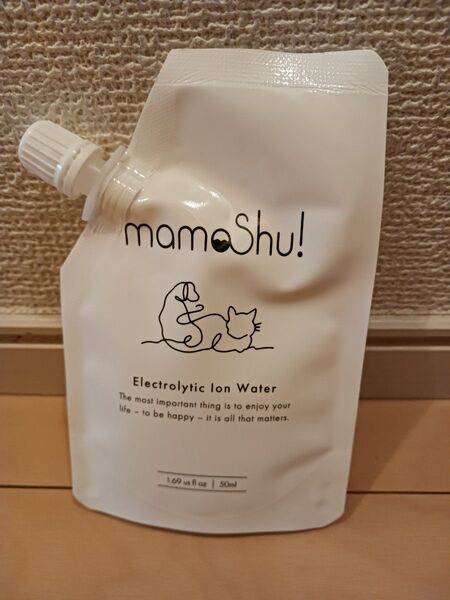 mamoShu!
Electrolytic Ion Water
The most important thing is to enjoy your
life – to be happy – it is all that matters.
1.69 us fl oz | 50ml